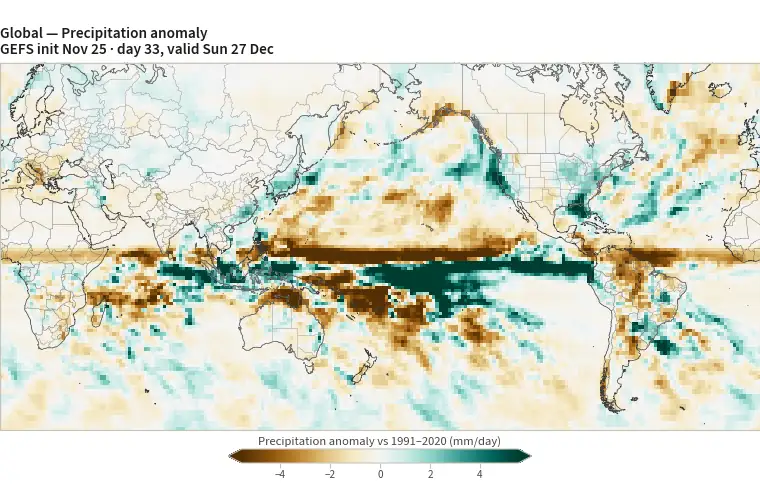 Global — Precipitation anomaly
GEFS init Nov 25 · day 33, valid Sun 27 Dec
Precipitation anomaly vs 1991–2020 (mm/day)
−4 −2 0 2 4